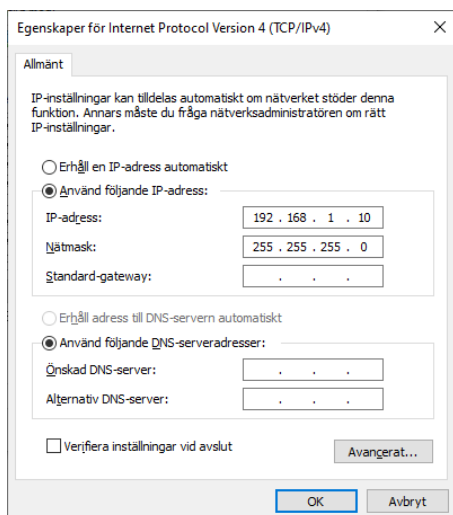 Egenskaper för Internet Protocol Version 4 (TCP/IPv4)
Allmänt
IP-inställningar kan tilldelas automatiskt om nätverket stöder denna
funktion. Annars måste du fråga nätverksadministratören om rätt
IP-inställningar.
Erhåll en IP-adress automatiskt
Använd följande IP-adress:
IP-adress: 192 . 168 . 1 . 10
Nätmask: 255 . 255 . 255 . 0
Standard-gateway: . . .
Erhåll adress till DNS-servern automatiskt
Använd följande DNS-serveradresser:
Önskad DNS-server: . . .
Alternativ DNS-server: . . .
Verifiera inställningar vid avslut
Avancerat...
OK Avbryt